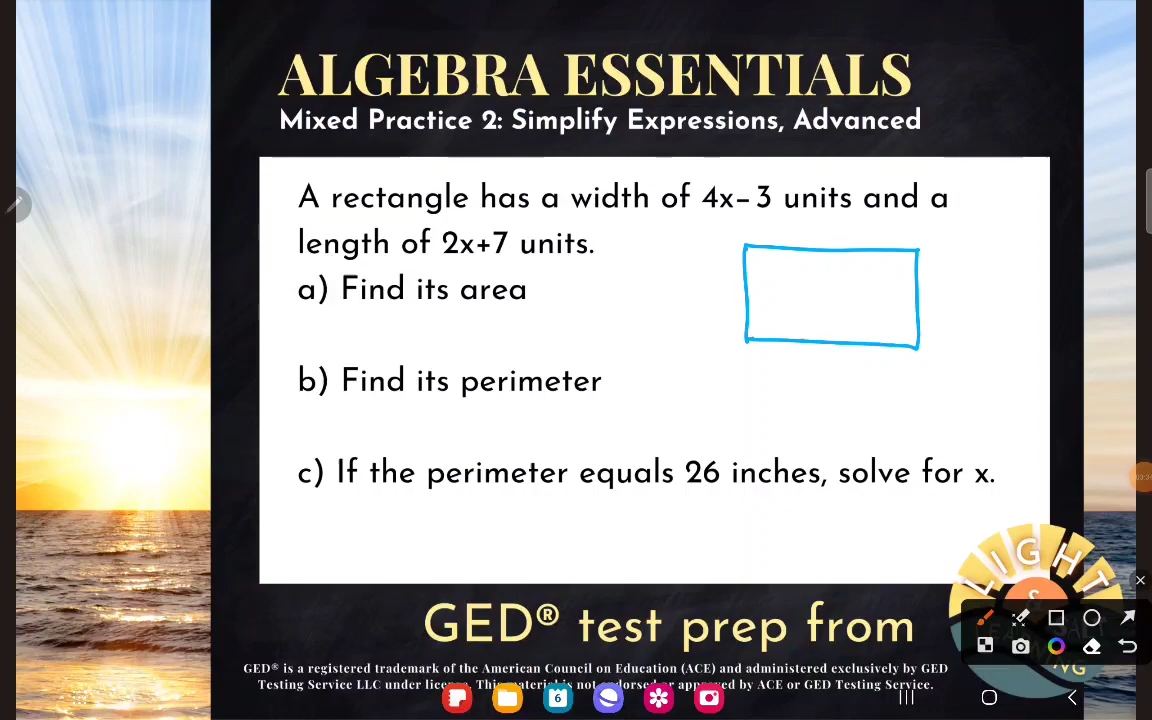 ALGEBRA ESSENTIALS
Mixed Practice 2: Simplify Expressions, Advanced
A rectangle has a width of 4x–3 units and a
length of 2x+7 units.
a) Find its area
b) Find its perimeter
c) If the perimeter equals 26 inches, solve for x.
LIGHT
S
GED® test prep from
NG
GED® is a registered trademark of the American Council on Education (ACE) and administered exclusively by GED
Testing Service LLC under license. This material is not endorsed or approved by ACE or GED Testing Service.
6